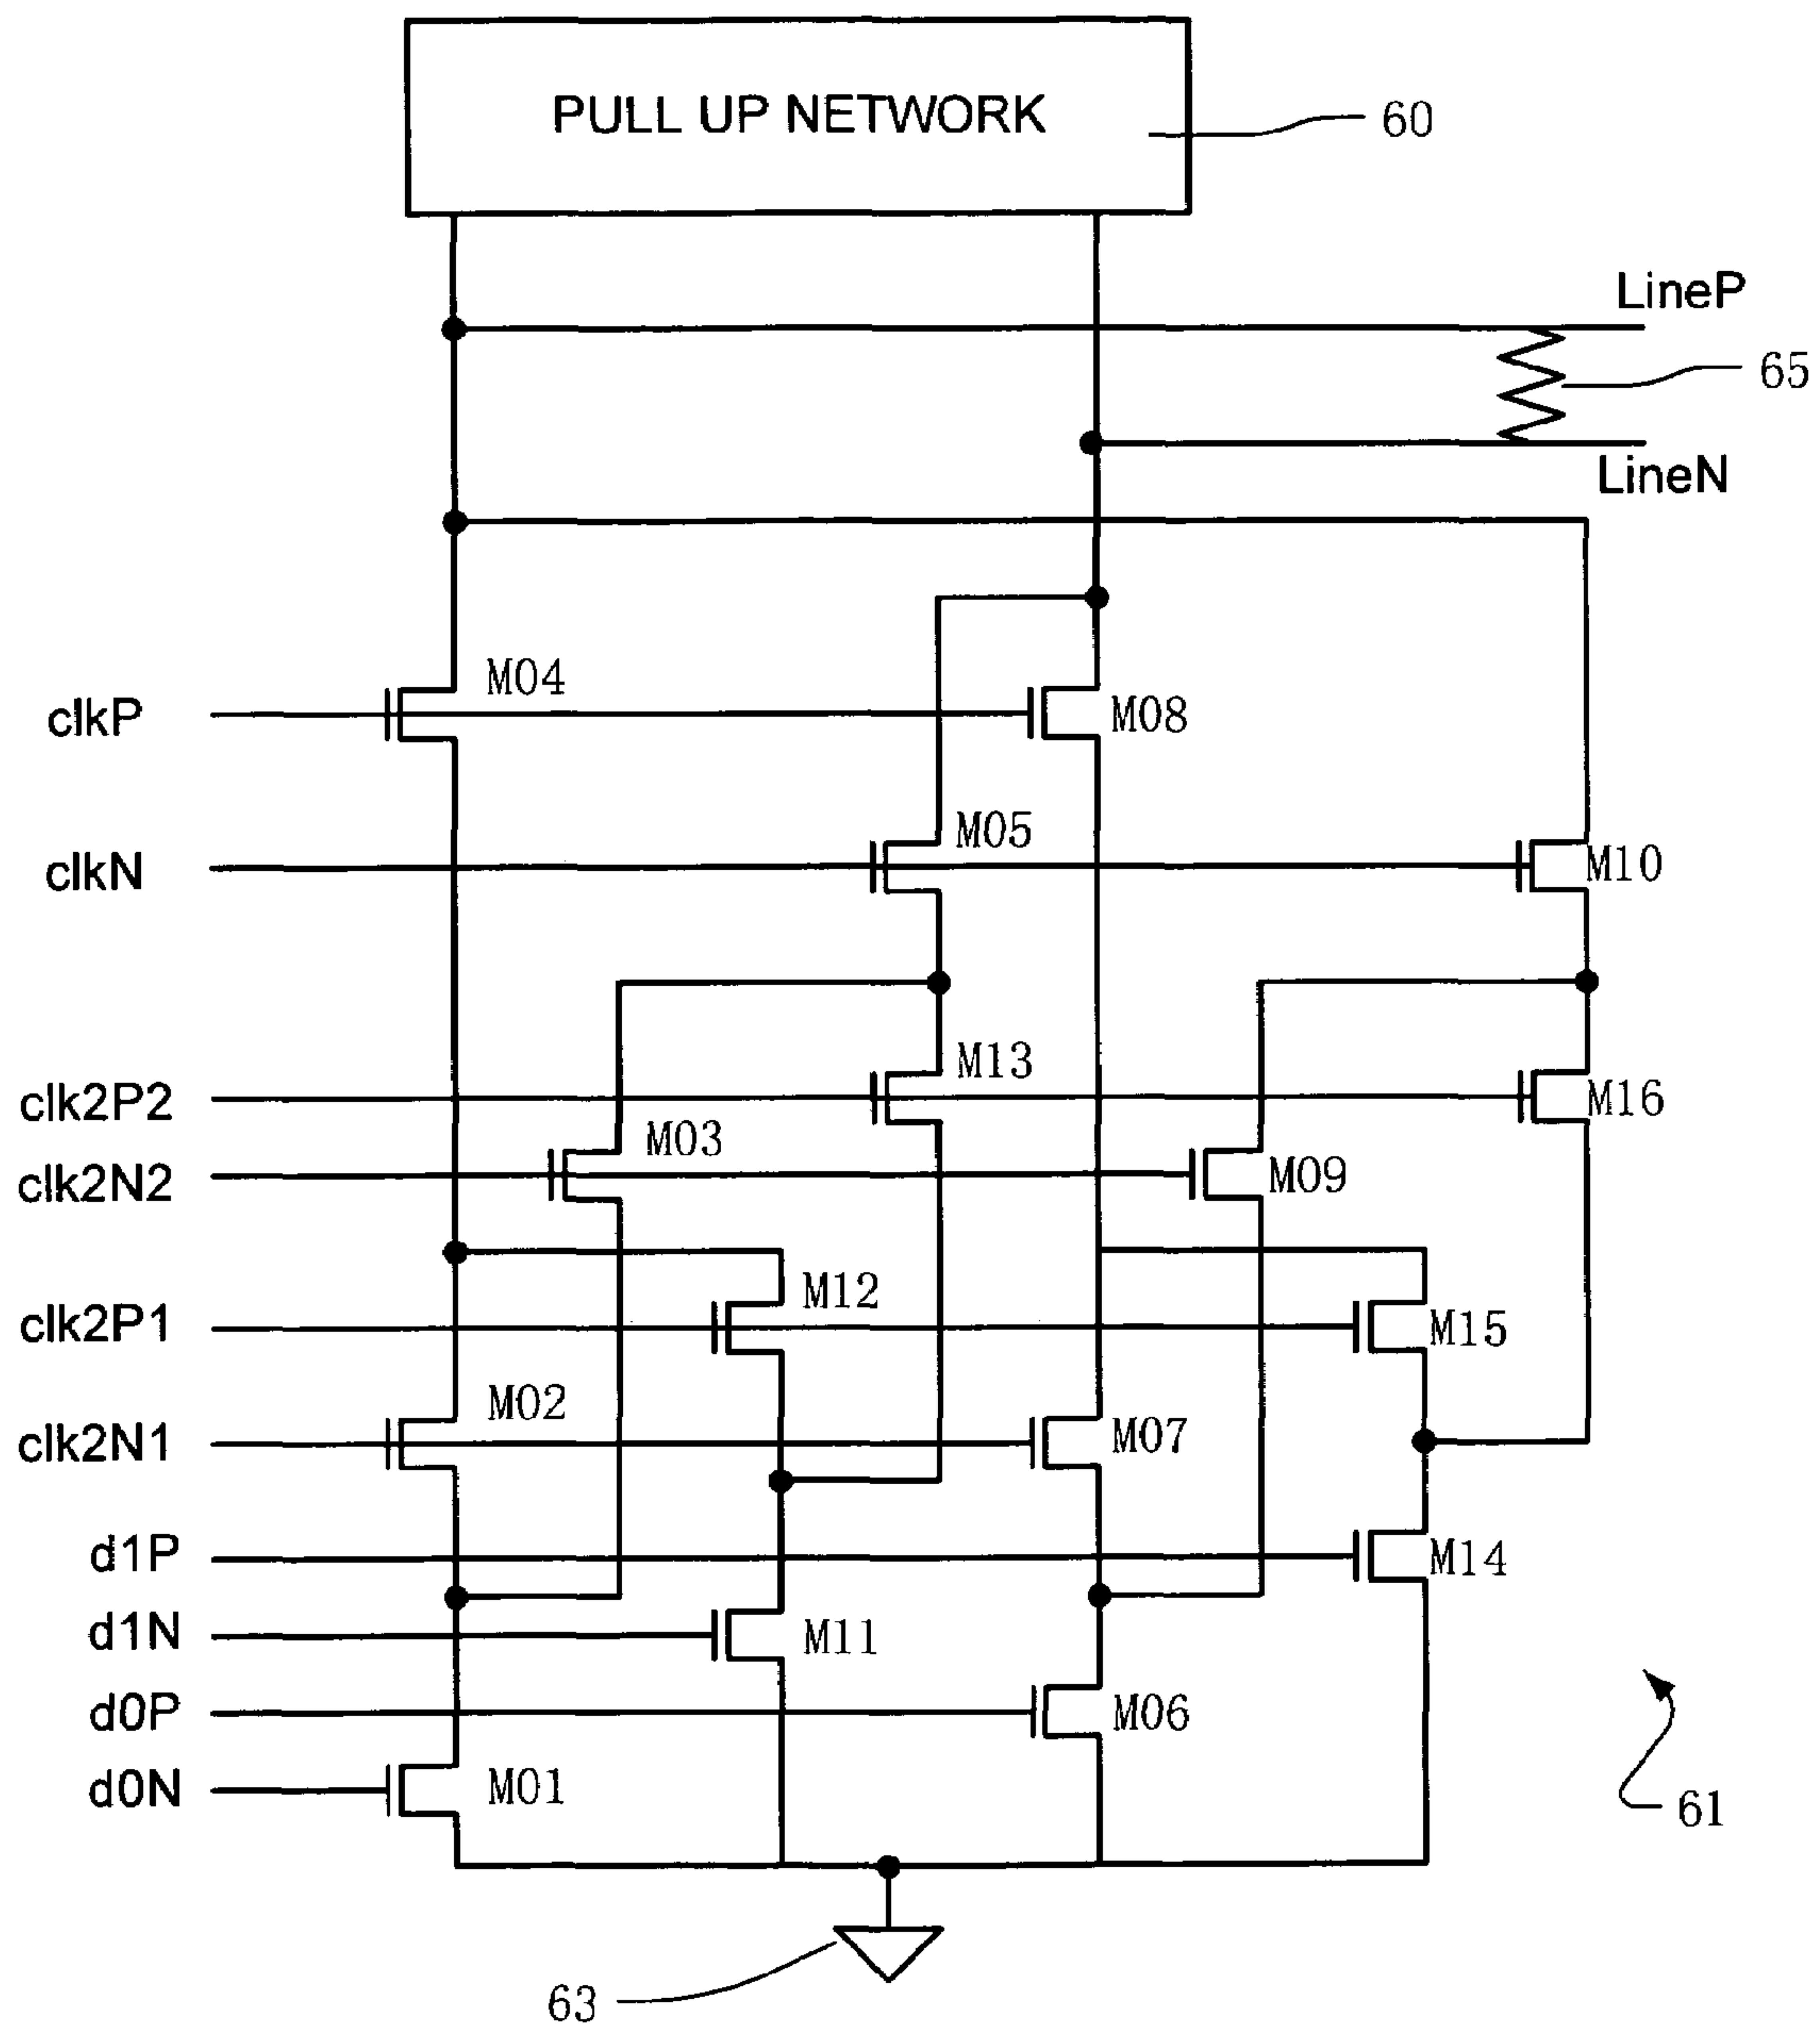 PULL UP NETWORK
60
LineP
65
LineN
M04
clkP
M08
M05
clkN
M10
M13
clk2P2
M16
M03
clk2N2
M09
M12
clk2P1
M15
M02
clk2N1
M07
d1P
M14
d1N
M11
d0P
M06
d0N
M01
61
63